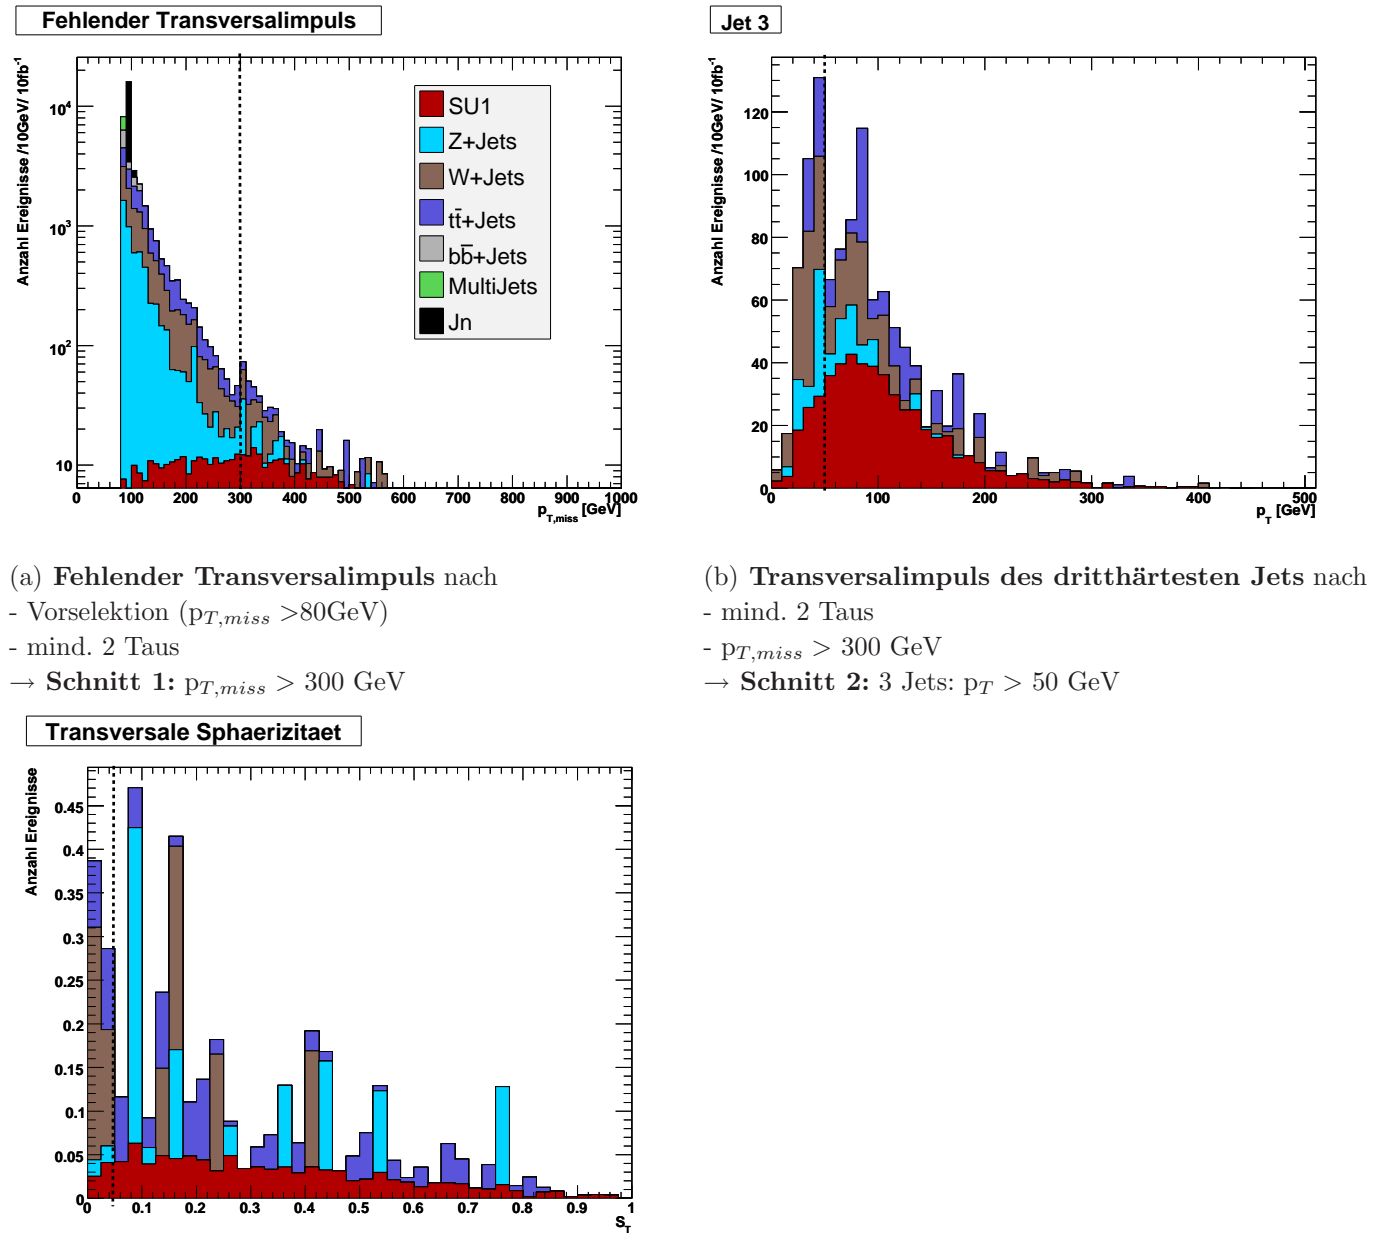 Fehlender Transversalimpuls
Anzahl Ereignisse /10GeV/ 10fb⁻¹
10⁴
10³
10²
10
0 100 200 300 400 500 600 700 800 900 1000
p_T,miss [GeV]
SU1
Z+Jets
W+Jets
tt̄+Jets
bb̄+Jets
MultiJets
Jn
Jet 3
Anzahl Ereignisse /10GeV/ 10fb⁻¹
120
100
80
60
40
20
0
0 100 200 300 400 500
p_T [GeV]
(a) Fehlender Transversalimpuls nach
- Vorselektion (p_T,miss >80GeV)
- mind. 2 Taus
→ Schnitt 1: p_T,miss > 300 GeV
(b) Transversalimpuls des dritthärtesten Jets nach
- mind. 2 Taus
- p_T,miss > 300 GeV
→ Schnitt 2: 3 Jets: p_T > 50 GeV
Transversale Sphaerizitaet
Anzahl Ereignisse
0.45
0.4
0.35
0.3
0.25
0.2
0.15
0.1
0.05
0
0 0.1 0.2 0.3 0.4 0.5 0.6 0.7 0.8 0.9 1
S_T